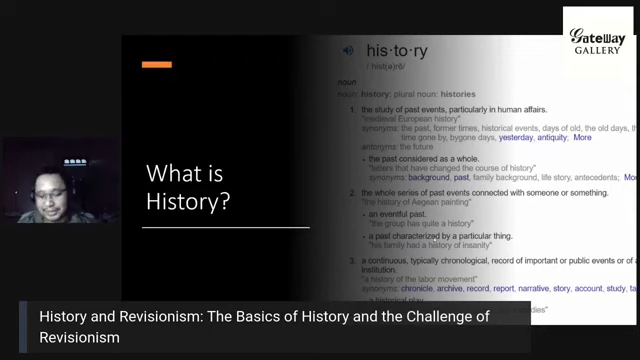 GateWay
GALLERY
his·to·ry
/ˈhist(ə)rē/
noun
noun: history; plural noun: histories
1. the study of past events, particularly in human affairs.
"medieval European history"
synonyms: the past, former times, historical events, days of old, the old days,
time gone by, bygone days, yesterday, antiquity; More
antonyms: the future
• the past considered as a whole.
"letters that have changed the course of history"
synonyms: background, past, family background, life story, antecedents;
2. the whole series of past events connected with someone or something.
"the history of Aegean painting"
• an eventful past.
"the group has quite a history"
• a past characterized by a particular thing.
"his family had a history of insanity"
3. a continuous, typically chronological, record of important or public events or of
institution.
"a history of the labor movement"
synonyms: chronicle, archive, record, report, narrative, story, account, study,
What is
History?
History and Revisionism: The Basics of History and the Challenge of
Revisionism